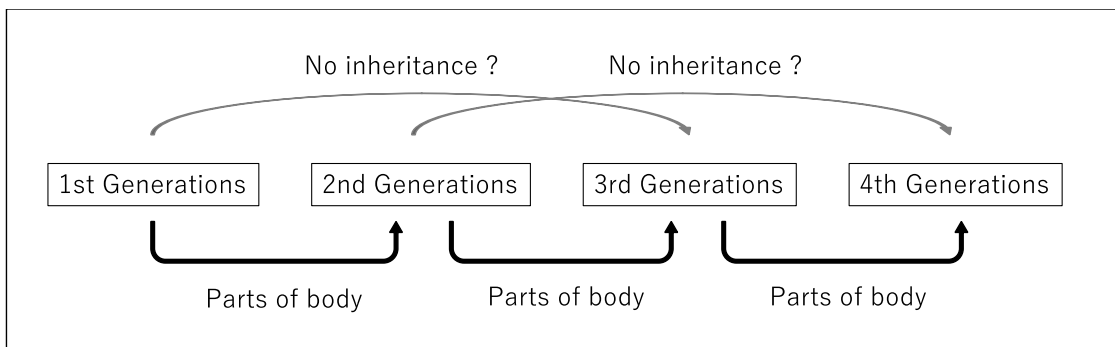 No inheritance ?
No inheritance ?
1st Generations
2nd Generations
3rd Generations
4th Generations
Parts of body
Parts of body
Parts of body